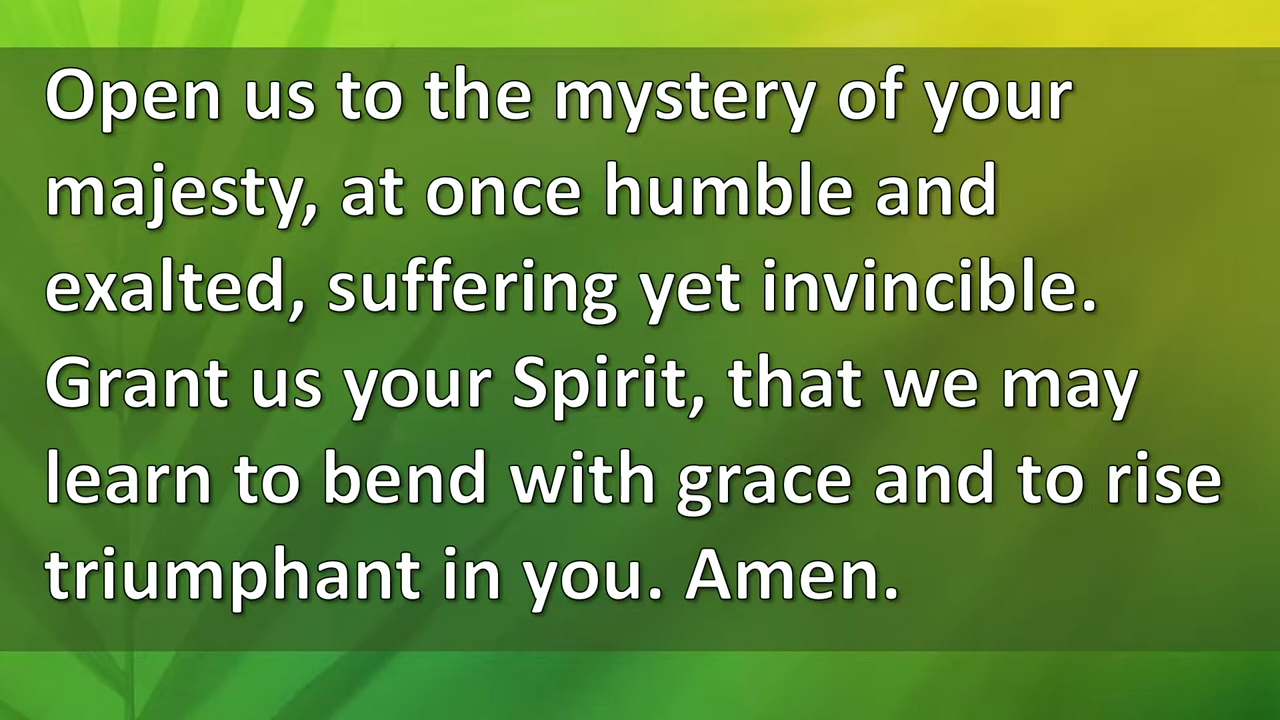 Open us to the mystery of your
majesty, at once humble and
exalted, suffering yet invincible.
Grant us your Spirit, that we may
learn to bend with grace and to rise
triumphant in you. Amen.